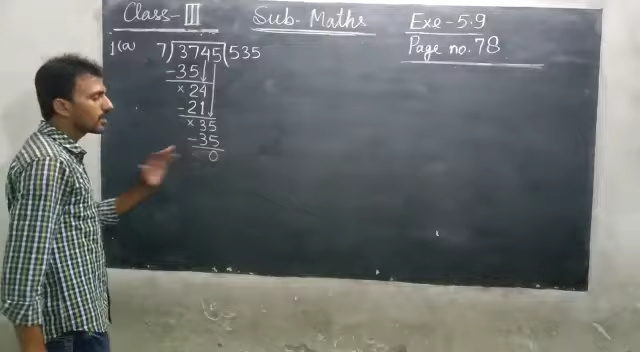 Class-III Sub- Maths Exe-5.9
Page no. 78
1(a) 7)3745(535
-35
×24
-21
×35
-35
0